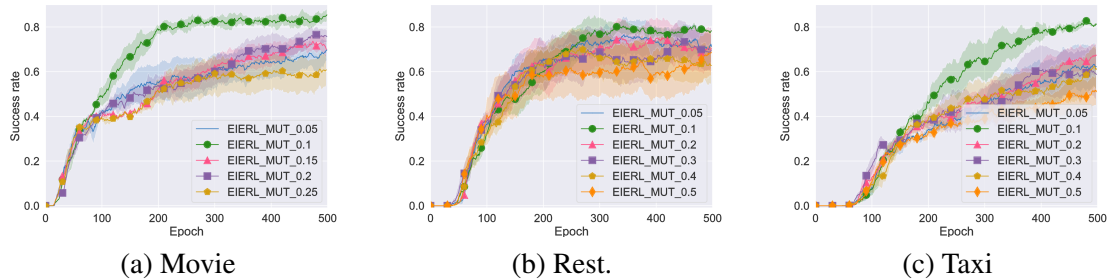 Success rate
0.8
0.6
0.4
0.2
0.0
0 100 200 300 400 500
Epoch
EIERL_MUT_0.05
EIERL_MUT_0.1
EIERL_MUT_0.15
EIERL_MUT_0.2
EIERL_MUT_0.25
(a) Movie
Success rate
0.8
0.6
0.4
0.2
0.0
0 100 200 300 400 500
Epoch
EIERL_MUT_0.05
EIERL_MUT_0.1
EIERL_MUT_0.2
EIERL_MUT_0.3
EIERL_MUT_0.4
EIERL_MUT_0.5
(b) Rest.
Success rate
0.8
0.6
0.4
0.2
0.0
0 100 200 300 400 500
Epoch
EIERL_MUT_0.05
EIERL_MUT_0.1
EIERL_MUT_0.2
EIERL_MUT_0.3
EIERL_MUT_0.4
EIERL_MUT_0.5
(c) Taxi